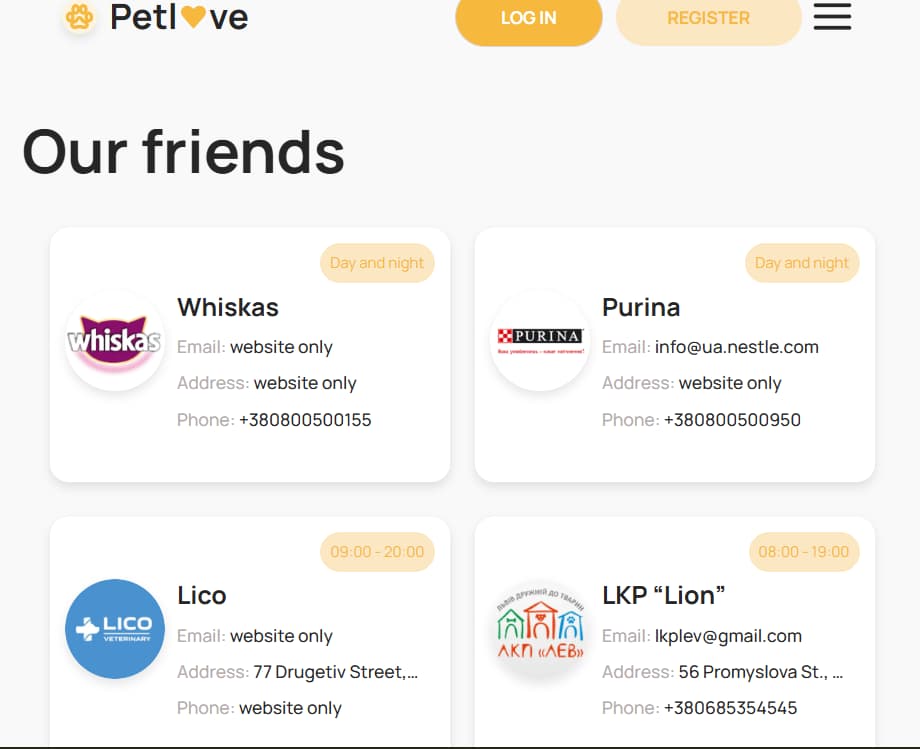 Petl ve
LOG IN
REGISTER
Our friends
Day and night
whiskas
Whiskas
Email: website only
Address: website only
Phone: +380800500155
Day and night
PURINA
Purina
Email: info@ua.nestle.com
Address: website only
Phone: +380800500950
09:00 - 20:00
LICO
VETERINARY
Lico
Email: website only
Address: 77 Drugetiv Street,...
Phone: website only
08:00 - 19:00
ЛЬВІВ ДРУЖНІЙ ДО ТВАРИН
ЛКП «ЛЕВ»
LKP “Lion”
Email: lkplev@gmail.com
Address: 56 Promyslova St., ...
Phone: +380685354545